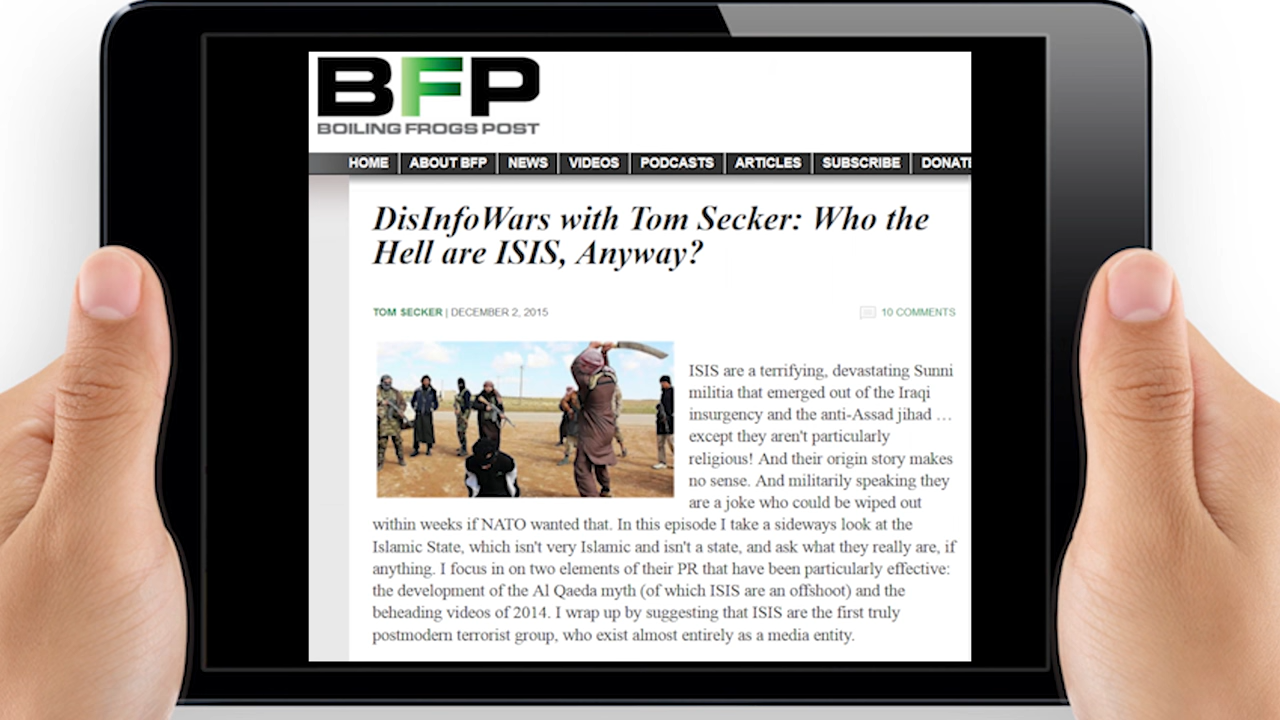 BFP
BOILING FROGS POST
HOME ABOUT BFP NEWS VIDEOS PODCASTS ARTICLES SUBSCRIBE
DisInfoWars with Tom Secker: Who the
Hell are ISIS, Anyway?
TOM SECKER | DECEMBER 2, 2015
10 COMMENTS
ISIS are a terrifying, devastating Sunni
militia that emerged out of the Iraqi
insurgency and the anti-Assad jihad …
except they aren't particularly
religious! And their origin story makes
no sense. And militarily speaking they
are a joke who could be wiped out
within weeks if NATO wanted that. In this episode I take a sideways look at the
Islamic State, which isn't very Islamic and isn't a state, and ask what they really are, if
anything. I focus in on two elements of their PR that have been particularly effective:
the development of the Al Qaeda myth (of which ISIS are an offshoot) and the
beheading videos of 2014. I wrap up by suggesting that ISIS are the first truly
postmodern terrorist group, who exist almost entirely as a media entity.